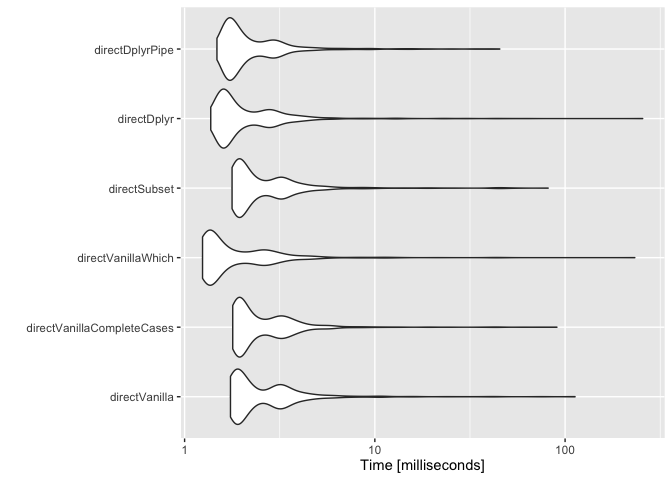 directDplyrPipe
directDplyr
directSubset
directVanillaWhich
directVanillaCompleteCases
directVanilla
1 10 100
Time [milliseconds]